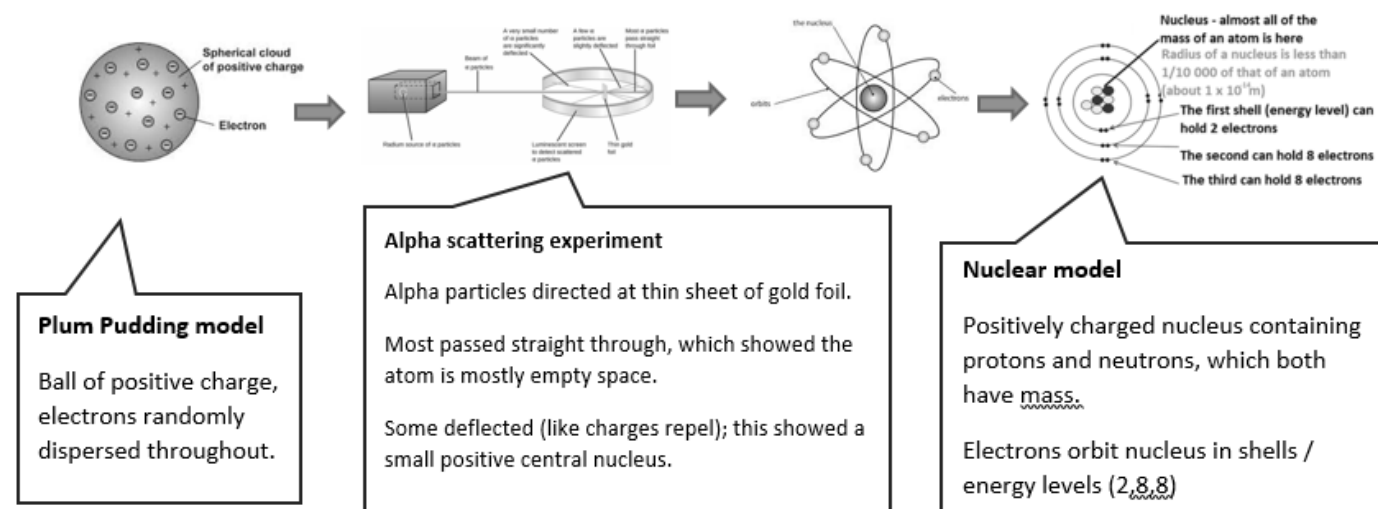 Spherical cloud
of positive charge
Electron
A very small number
of α particles
are significantly
deflected
A few α
particles are
slightly deflected
Most α particles
pass straight
through foil
Beam of
α particles
Radium source of α particles
Luminescent screen
to detect scattered
α particles
Thin gold
foil
the nucleus
orbits
electrons
Nucleus - almost all of the
mass of an atom is here
Radius of a nucleus is less than
1/10 000 of that of an atom
(about 1 x 10⁻¹⁴m)
The first shell (energy level) can
hold 2 electrons
The second can hold 8 electrons
The third can hold 8 electrons
Plum Pudding model
Ball of positive charge,
electrons randomly
dispersed throughout.
Alpha scattering experiment
Alpha particles directed at thin sheet of gold foil.
Most passed straight through, which showed the
atom is mostly empty space.
Some deflected (like charges repel); this showed a
small positive central nucleus.
Nuclear model
Positively charged nucleus containing
protons and neutrons, which both
have mass.
Electrons orbit nucleus in shells /
energy levels (2,8,8)